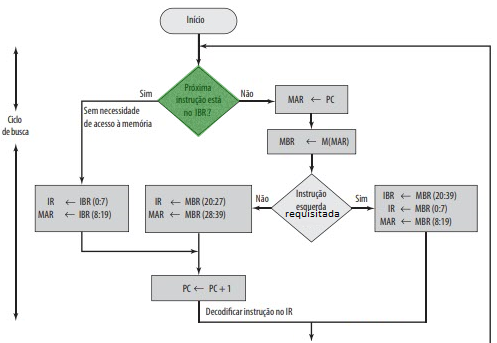 Início
Próxima
instrução está
no IBR?
Sim
Não
Sem necessidade
de acesso à memória
MAR ← PC
MBR ← M(MAR)
Ciclo
de busca
IR ← IBR (0:7)
MAR ← IBR (8:19)
IR ← MBR (20:27)
MAR ← MBR (28:39)
Não
Instrução
esquerda
requisitada
Sim
IBR ← MBR (20:39)
IR ← MBR (0:7)
MAR ← MBR (8:19)
PC ← PC + 1
Decodificar instrução no IR